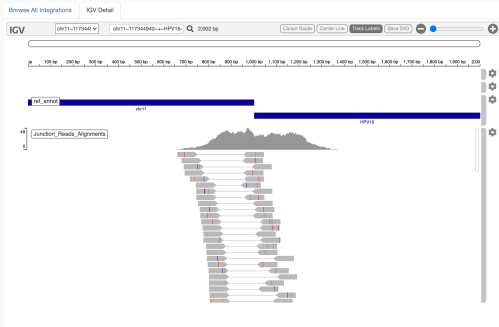 Browse All Integrations IGV Detail
IGV chr11-1173448 chr11-117344940-+-HPV16- 2,002 bp Cursor Guide Center Line Track Labels Save SVG
bp 100 bp 200 bp 300 bp 400 bp 500 bp 600 bp 700 bp 800 bp 900 bp 1,000 bp 1,100 bp 1,200 bp 1,300 bp 1,400 bp 1,500 bp 1,600 bp 1,700 bp 1,800 bp 1,900 bp 2,00
ref_annot
chr11
HPV16
Junction_Reads_Alignments
0